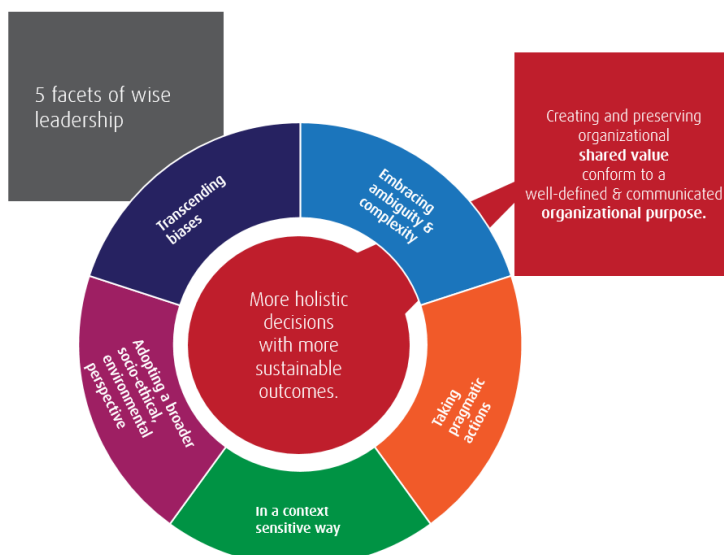 5 facets of wise
leadership
Creating and preserving
organizational
shared value
conform to a
well-defined & communicated
organizational purpose.
Transcending
biases
Embracing
ambiguity &
complexity
More holistic
decisions
with more
sustainable
outcomes.
Adopting a broader
socio-ethical,
environmental
perspective
Taking
pragmatic
actions
In a context
sensitive way